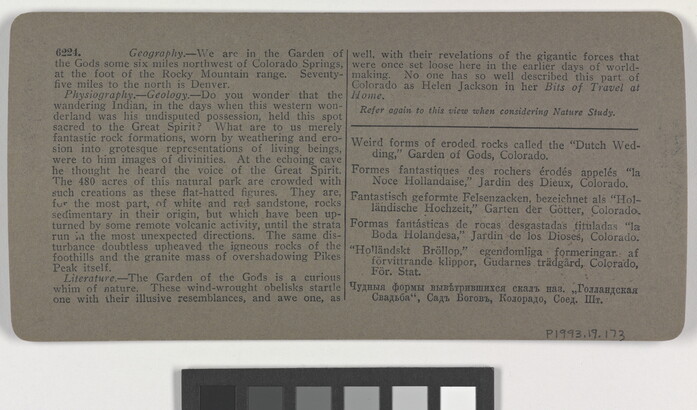 6224. Geography.—We are in the Garden of
the Gods some six miles northwest of Colorado Springs,
at the foot of the Rocky Mountain range. Seventy-
five miles to the north is Denver.
Physiography.—Geology.—Do you wonder that the
wandering Indian, in the days when this western won-
derland was his undisputed possession, held this spot
sacred to the Great Spirit? What are to us merely
fantastic rock formations, worn by weathering and ero-
sion into grotesque representations of living beings,
were to him images of divinities. At the echoing cave
he thought he heard the voice of the Great Spirit.
The 480 acres of this natural park are crowded with
such creations as these flat-hatted figures. They are,
for the most part, of white and red sandstone, rocks
sedimentary in their origin, but which have been up-
turned by some remote volcanic activity, until the strata
run in the most unexpected directions. The same dis-
turbance doubtless upheaved the igneous rocks of the
foothills and the granite mass of overshadowing Pikes
Peak itself.
Literature.—The Garden of the Gods is a curious
whim of nature. These wind-wrought obelisks startle
one with their illusive resemblances, and awe one, as
well, with their revelations of the gigantic forces that
were once set loose here in the earlier days of world-
making. No one has so well described this part of
Colorado as Helen Jackson in her Bits of Travel at
Home.
Refer again to this view when considering Nature Study.
Weird forms of eroded rocks called the "Dutch Wed-
ding," Garden of Gods, Colorado.
Formes fantastiques des rochers érodés appelés "la
Noce Hollandaise," Jardin des Dieux, Colorado.
Fantastisch geformte Felsenzacken, bezeichnet als "Hol-
ländische Hochzeit," Garten der Götter, Colorado.
Formas fantásticas de rocas desgastadas tituladas "la
Boda Holandesa," Jardín de los Dioses, Colorado.
"Holländskt Bröllop," egendomliga formeringar af
förvittrande klippor, Gudarnes trädgård, Colorado,
För. Stat.
Чудныя формы вывѣтрившихся скалъ наз. „Голландская
Свадьба“, Садъ Боговъ, Колорадо, Соед. Шт.
P1993.19.173